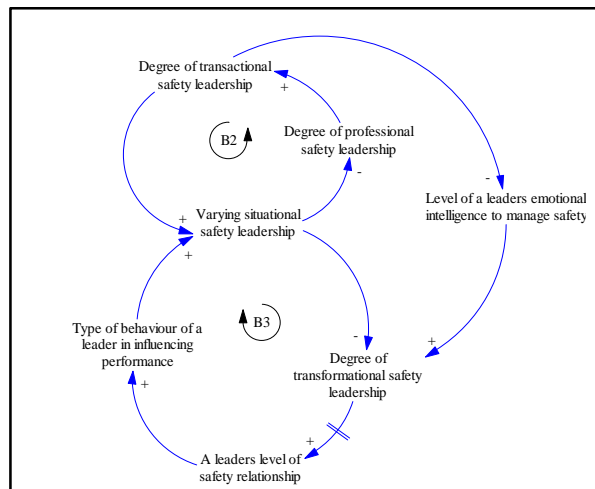 Degree of transactional
safety leadership
+
B2
Degree of professional
safety leadership
-
-
Level of a leaders emotional
intelligence to manage safety
+
Varying situational
safety leadership
+
B3
Type of behaviour of a
leader in influencing
performance
+
-
+
Degree of
transformational safety
leadership
+
A leaders level of
safety relationship